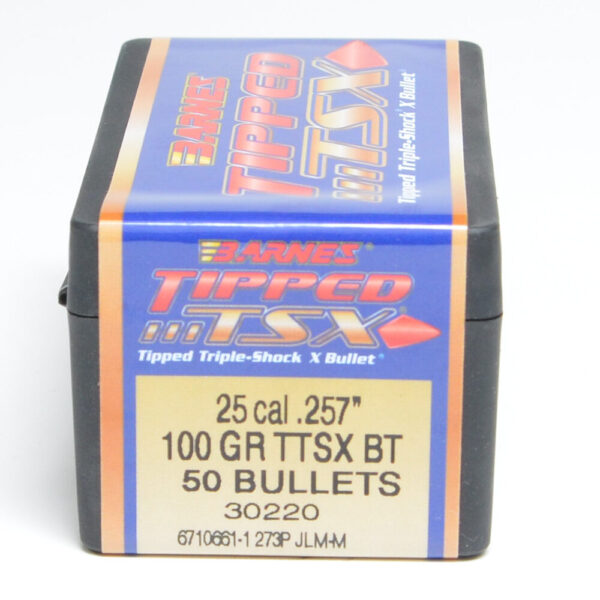 BARNES
TIPPED
TSX
Tipped Triple-Shock X Bullet®
BARNES®
TIPPED
TSX®
Tipped Triple-Shock X Bullet®
25 cal .257"
100 GR TTSX BT
50 BULLETS
30220
6710661-1 273P JLM-M